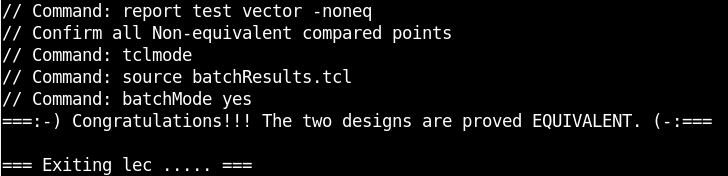 // Command: report test vector -noneq
// Confirm all Non-equivalent compared points
// Command: tclmode
// Command: source batchResults.tcl
// Command: batchMode yes
===:-) Congratulations!!! The two designs are proved EQUIVALENT. (-:===
=== Exiting lec ..... ===